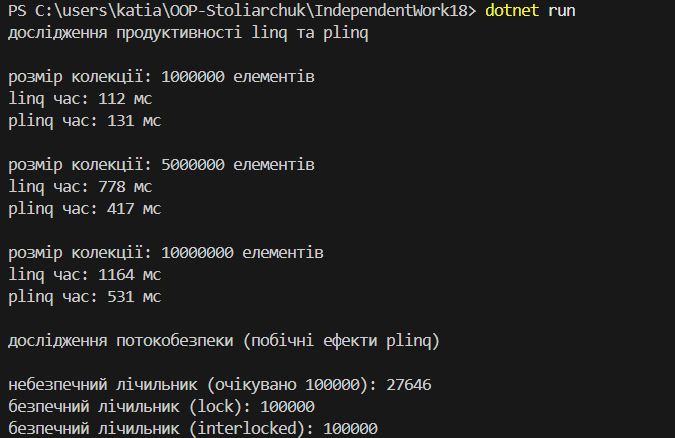 PS C:\users\katia\OOP-Stoliarchuk\IndependentWork18> dotnet run
дослідження продуктивності linq та plinq
розмір колекції: 1000000 елементів
linq час: 112 мс
plinq час: 131 мс
розмір колекції: 5000000 елементів
linq час: 778 мс
plinq час: 417 мс
розмір колекції: 10000000 елементів
linq час: 1164 мс
plinq час: 531 мс
дослідження потокобезпеки (побічні ефекти plinq)
небезпечний лічильник (очікувано 100000): 27646
безпечний лічильник (lock): 100000
безпечний лічильник (interlocked): 100000